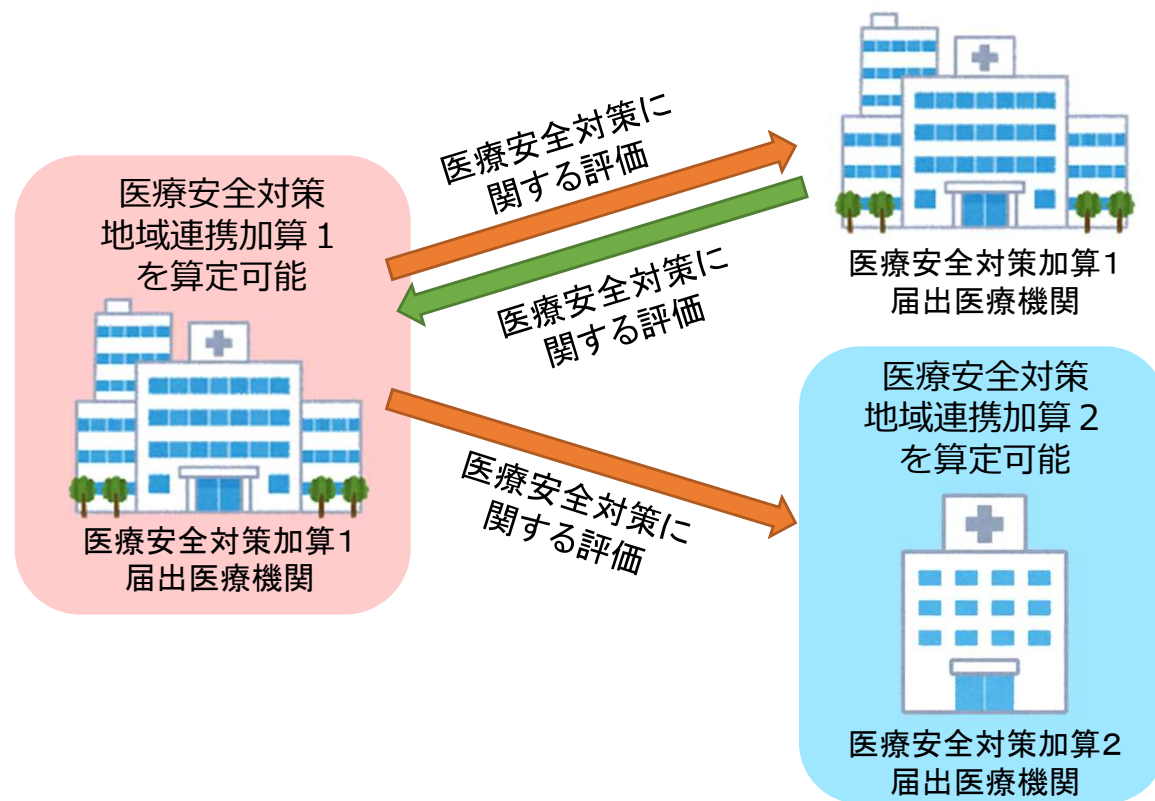 医療安全対策
地域連携加算１
を算定可能
医療安全対策加算1
届出医療機関
医療安全対策に
関する評価
医療安全対策に
関する評価
医療安全対策に
関する評価
医療安全対策加算1
届出医療機関
医療安全対策
地域連携加算２
を算定可能
医療安全対策加算2
届出医療機関